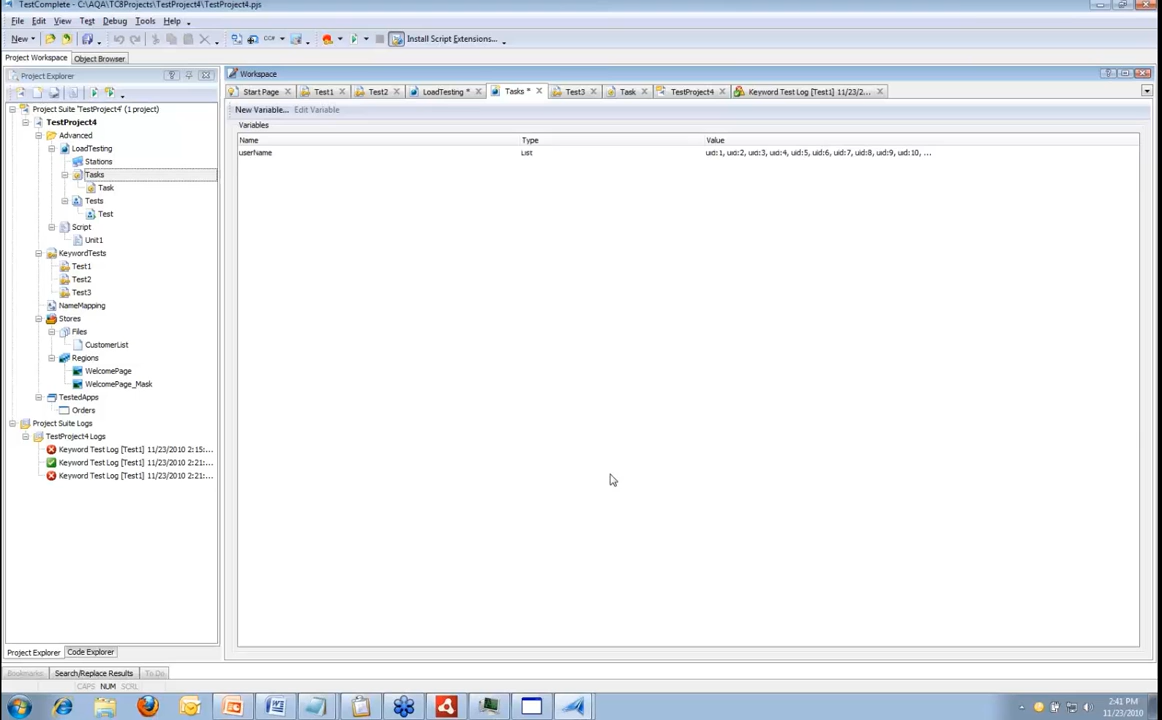 TestComplete - C:\AQA\TC8Projects\TestProject4\TestProject4.pjs
File Edit View Test Debug Tools Help
New
Install Script Extensions...
Project Workspace Object Browser
Project Explorer
Workspace
Start Page Test1 Test2 LoadTesting * Tasks * Test3 Task TestProject4 Keyword Test Log [Test1] 11/23/2...
New Variable... Edit Variable
Variables
Name Type Value
userName List uid:1, uid:2, uid:3, uid:4, uid:5, uid:6, uid:7, uid:8, uid:9, uid:10, ...
Project Suite 'TestProject4' (1 project)
TestProject4
Advanced
LoadTesting
Stations
Tasks
Task
Tests
Test
Script
Unit1
KeywordTests
Test1
Test2
Test3
NameMapping
Stores
Files
CustomerList
Regions
WelcomePage
WelcomePage_Mask
TestedApps
Orders
Project Suite Logs
TestProject4 Logs
Keyword Test Log [Test1] 11/23/2010 2:15:...
Keyword Test Log [Test1] 11/23/2010 2:21:...
Keyword Test Log [Test1] 11/23/2010 2:21:...
Project Explorer Code Explorer
Bookmarks Search/Replace Results To Do
CAPS NUM SCRL
2:41 PM
11/23/2010